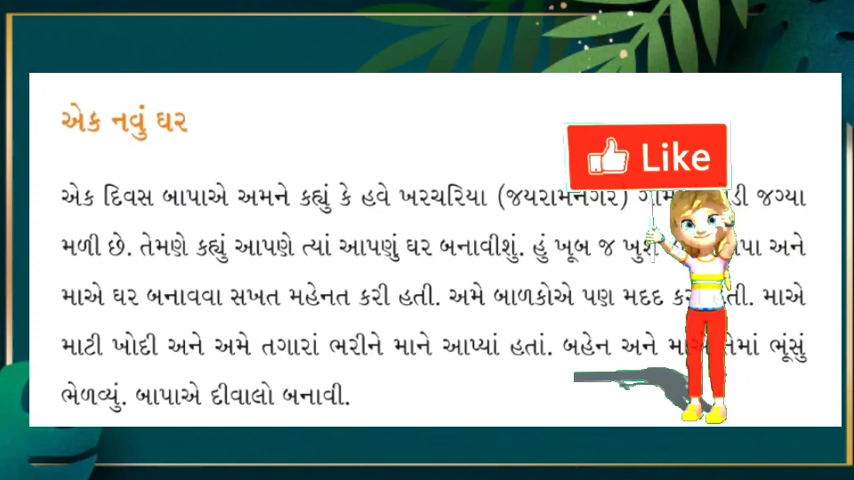 એક નવું ઘર
Like
એક દિવસ બાપાએ અમને કહ્યું કે હવે ખરચરિયા (જયરામનગર) જગ્યા
મળી છે. તેમણે કહ્યું આપણે ત્યાં આપણું ઘર બનાવીશું. હું ખૂબ જ અને
માએ ઘર બનાવવા સખત મહેનત કરી હતી. અમે બાળકોએ પણ મદદ માએ
માટી ખોદી અને અમે તગારાં ભરીને માને આપ્યાં હતાં. બહેન અને ભૂંસું
ભેળવ્યું. બાપાએ દીવાલો બનાવી.